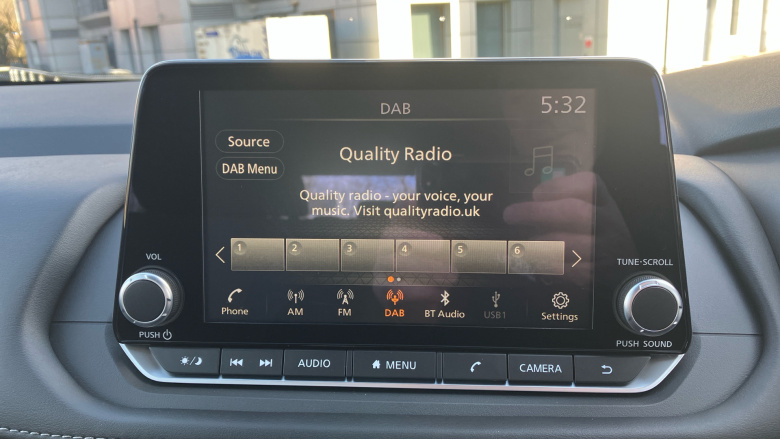 DAB
5:32
Source
Quality Radio
DAB Menu
Quality radio - your voice, your
music. Visit qualityradio.uk
1 2 3 4 5 6
VOL
TUNE·SCROLL
Phone AM FM DAB BT Audio USB1 Settings
PUSH
PUSH SOUND
AUDIO MENU CAMERA